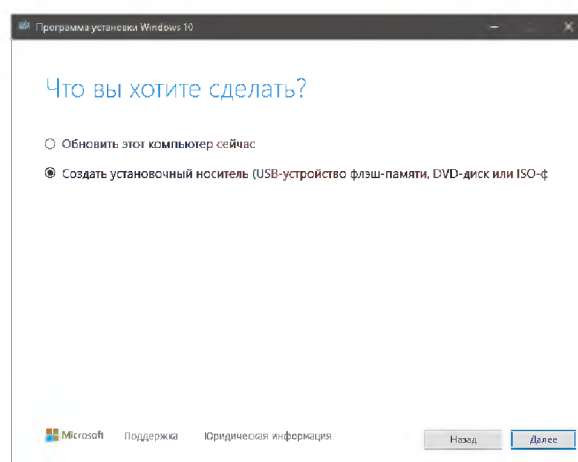 Программа установки Windows 10
Что вы хотите сделать?
Обновить этот компьютер сейчас
Создать установочный носитель (USB-устройство флэш-памяти, DVD-диск или ISO-ф
Microsoft Поддержка Юридическая информация Назад Далее